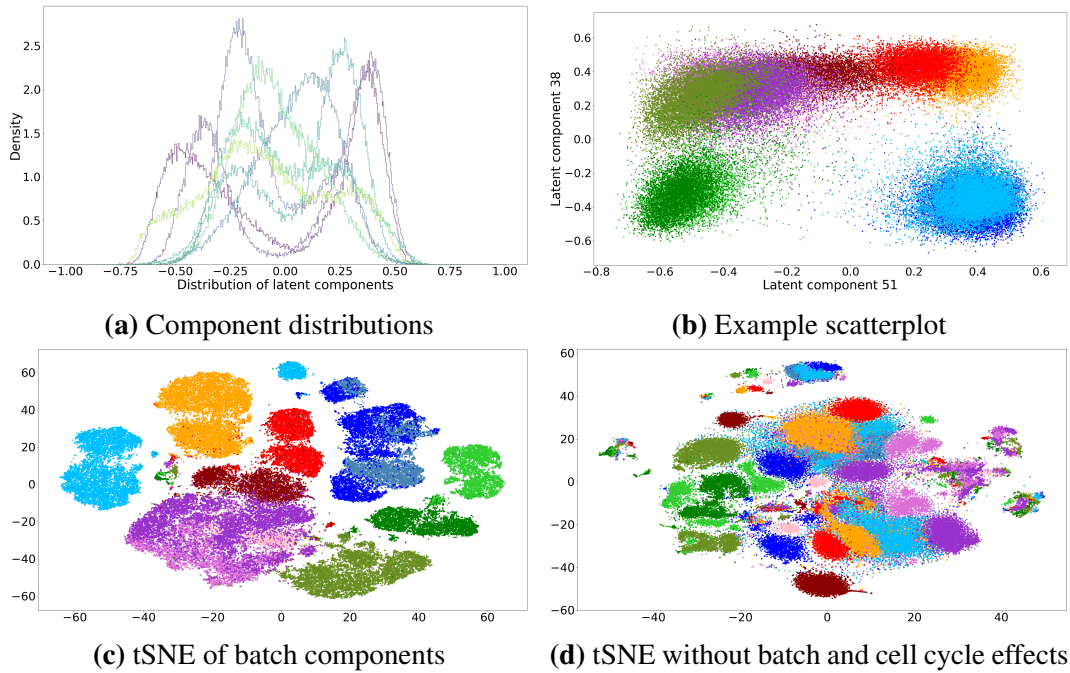 2.5
2.0
1.5
1.0
0.5
0.0
Density
−1.00 −0.75 −0.50 −0.25 0.00 0.25 0.50 0.75 1.00
Distribution of latent components
(a) Component distributions
0.6
0.4
0.2
0.0
−0.2
−0.4
−0.6
Latent component 38
−0.8 −0.6 −0.4 −0.2 0.0 0.2 0.4 0.6
Latent component 51
(b) Example scatterplot
60
40
20
0
−20
−40
−60
−60 −40 −20 0 20 40 60
(c) tSNE of batch components
60
40
20
0
−20
−40
−60
−40 −20 0 20 40
(d) tSNE without batch and cell cycle effects